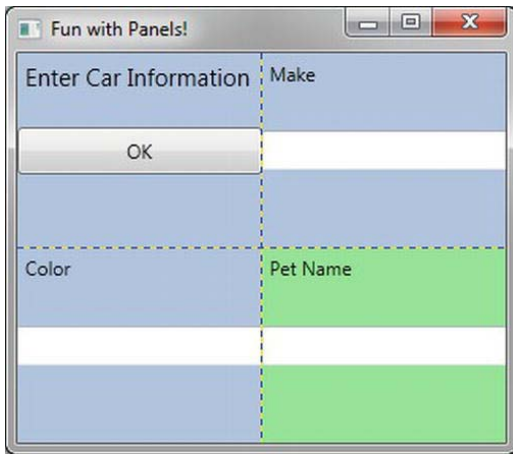 Fun with Panels!
Enter Car Information
Make
OK
Color
Pet Name